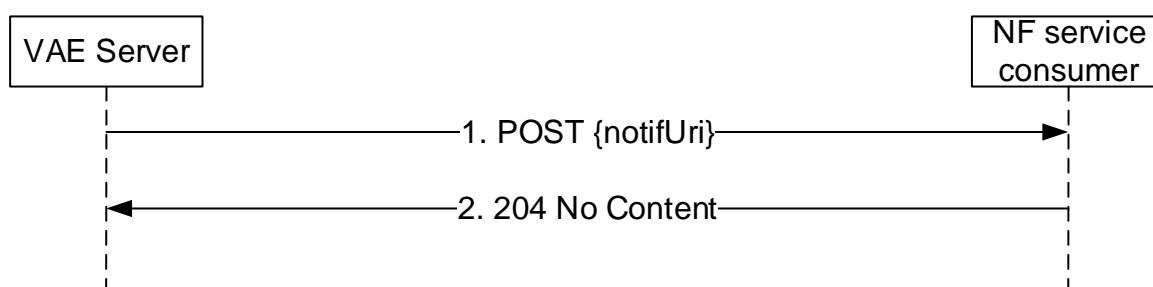 VAE Server
NF service
consumer
1. POST {notifUri}
2. 204 No Content